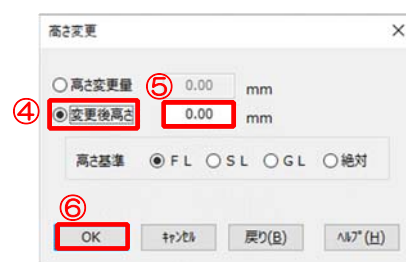 高さ変更
高さ変更量 ⑤ 0.00 mm
④ 変更後高さ 0.00 mm
高さ基準 FL SL GL 絶対
⑥
OK ｷｬﾝｾﾙ 戻り(B) ﾍﾙﾌﾟ(H)